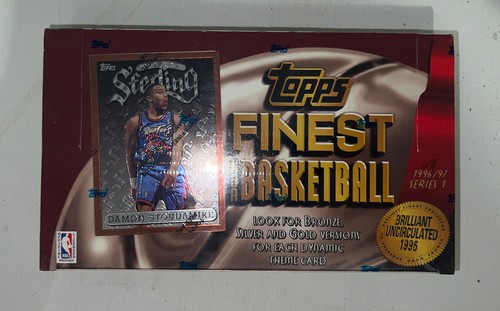 Topps
Sterling
DAMON STOUDAMIRE
Topps
FINEST
BASKETBALL
1996/97
SERIES 1
LOOK FOR BRONZE,
SILVER AND GOLD VERSIONS
FOR EACH DYNAMIC
THEME CARD
BRILLIANT
UNCIRCULATED
1996
NBA